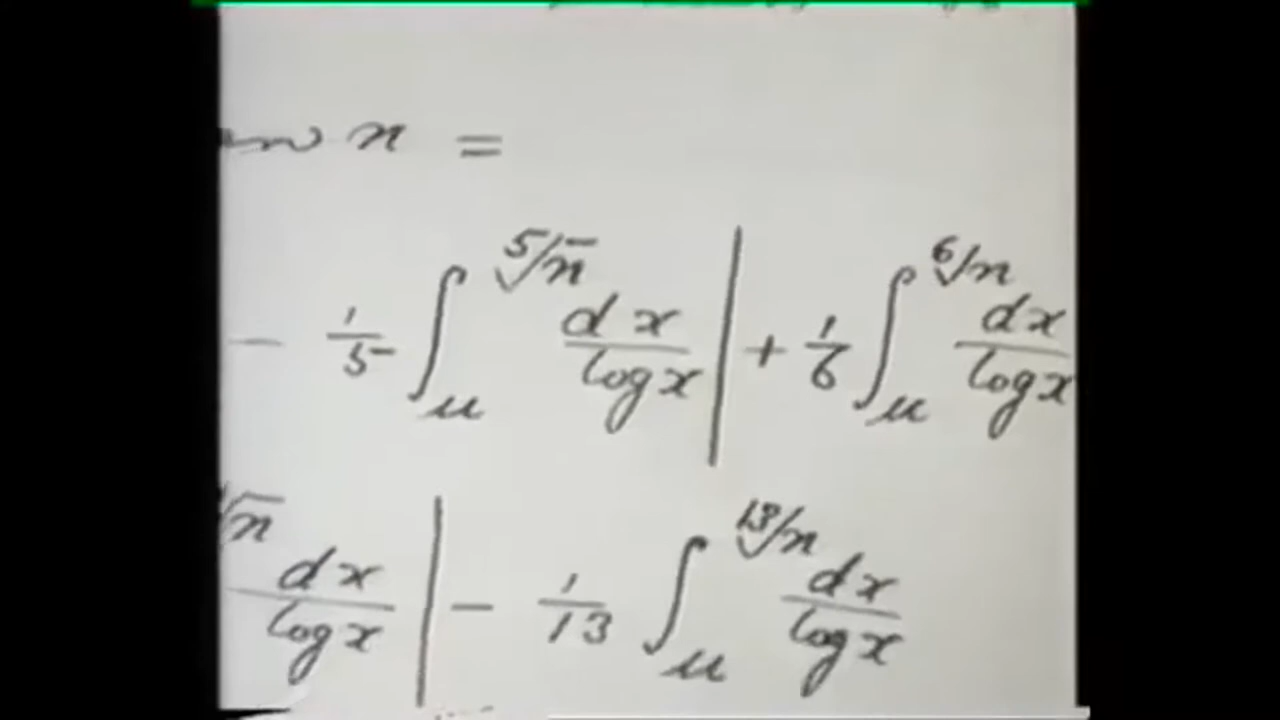 n =
- 1/5 ∫_μ^{⁵√n} dx/log x | + 1/6 ∫_μ^{⁶√n} dx/log x
√n dx/log x | - 1/13 ∫_μ^{¹³√n} dx/log x